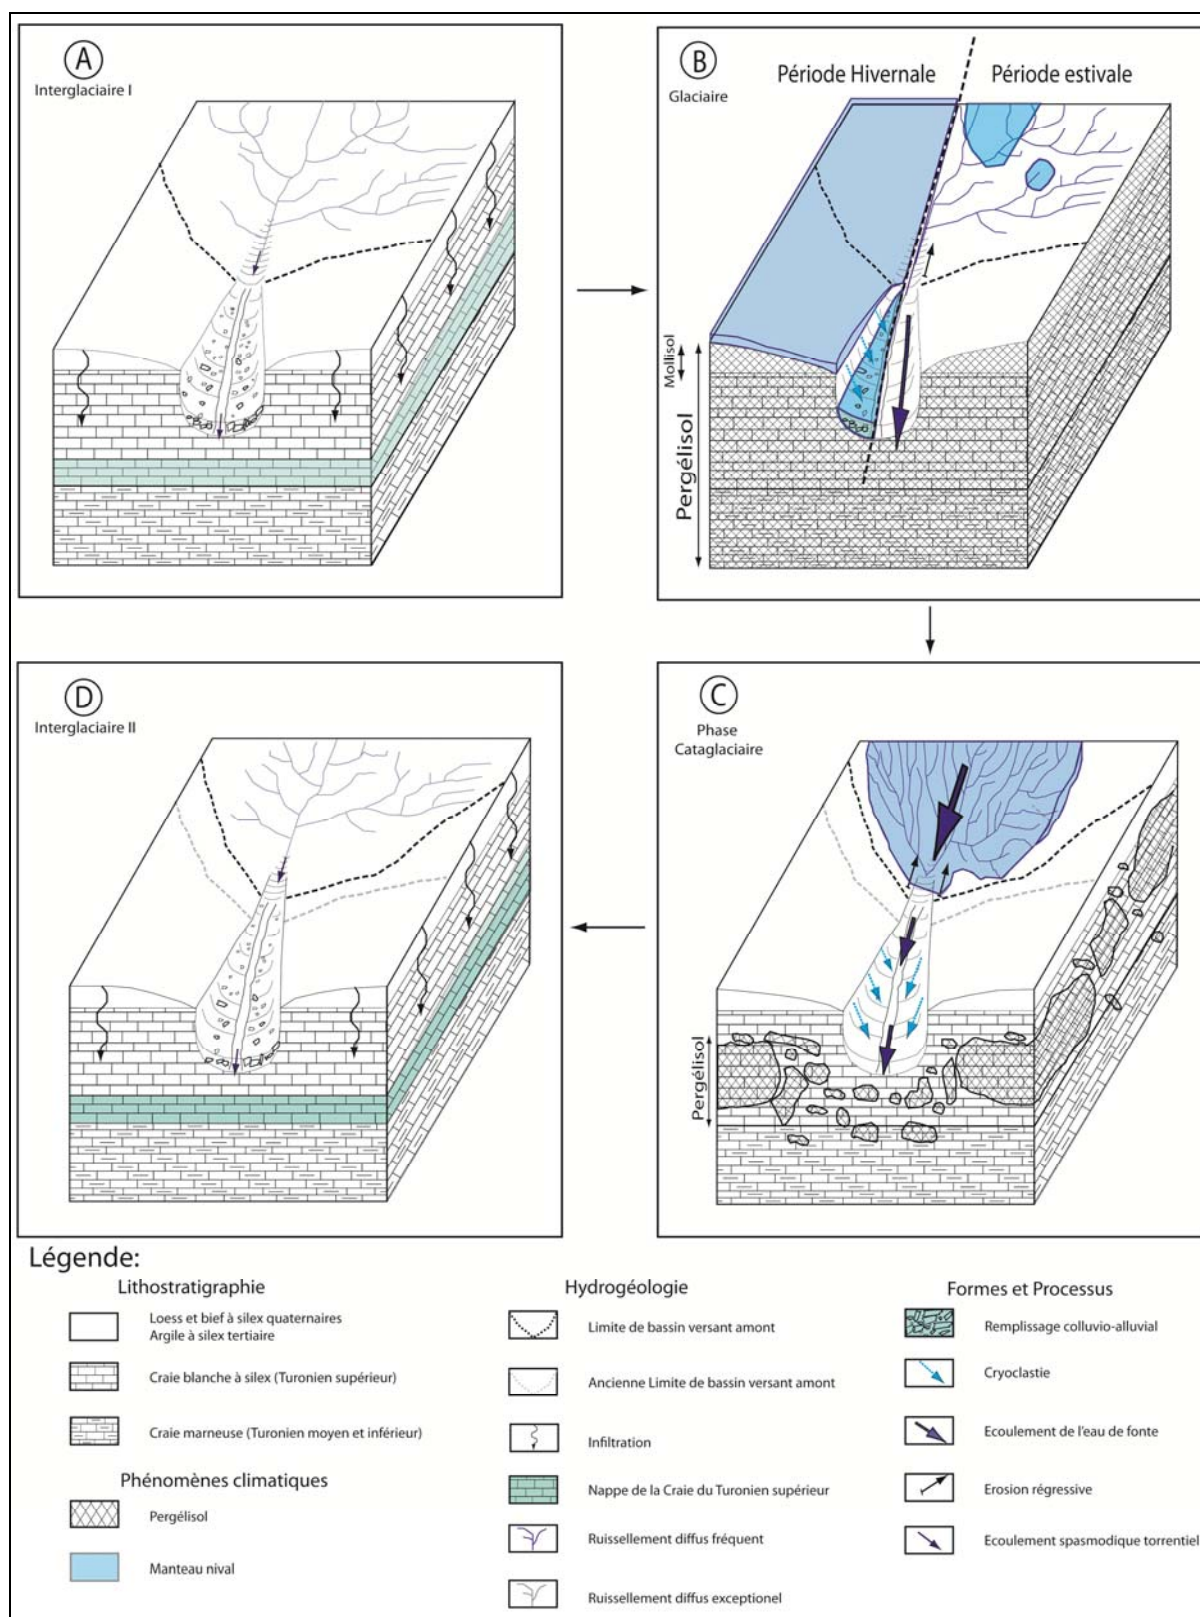 A
Interglaciaire I
B
Glaciaire
Période Hivernale
Période estivale
Mollisol
Pergélisol
D
Interglaciaire II
C
Phase
Cataglaciaire
Pergélisol
Légende:
Lithostratigraphie
Loess et bief à silex quaternaires
Argile à silex tertiaire
Craie blanche à silex (Turonien supérieur)
Craie marneuse (Turonien moyen et inférieur)
Phénomènes climatiques
Pergélisol
Manteau nival
Hydrogéologie
Limite de bassin versant amont
Ancienne Limite de bassin versant amont
Infiltration
Nappe de la Craie du Turonien supérieur
Ruissellement diffus fréquent
Ruissellement diffus exceptionel
Formes et Processus
Remplissage colluvio-alluvial
Cryoclastie
Ecoulement de l'eau de fonte
Erosion régressive
Ecoulement spasmodique torrentiel